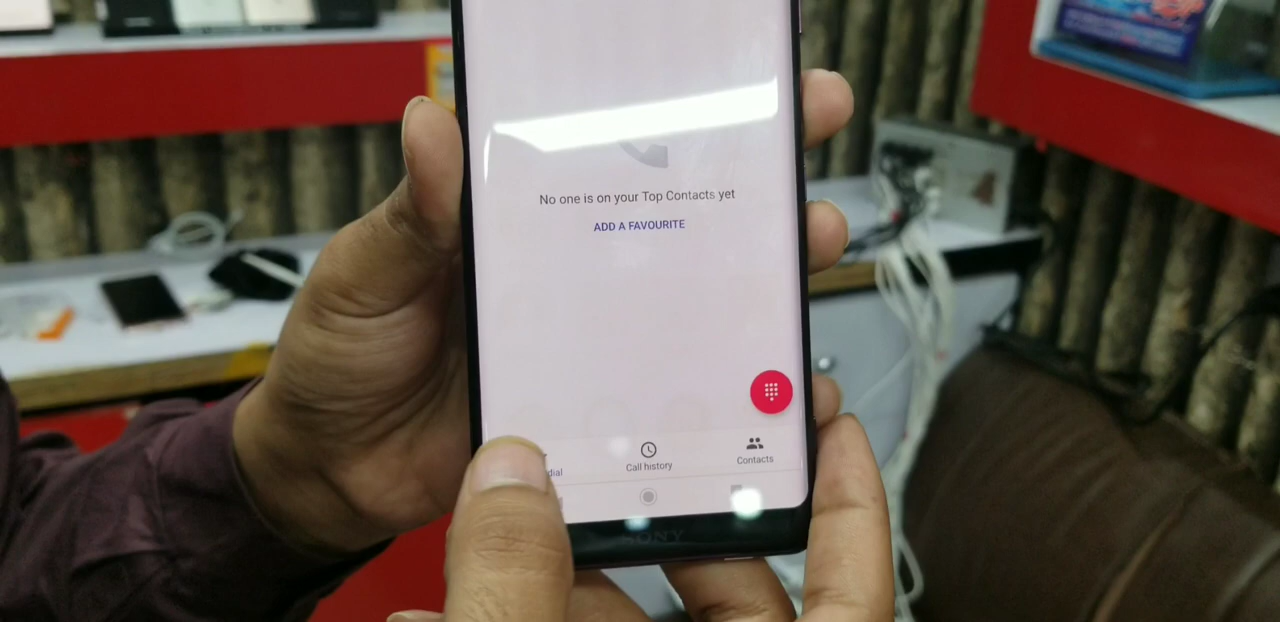 No one is on your Top Contacts yet
ADD A FAVOURITE
dial
Call history
Contacts
SONY